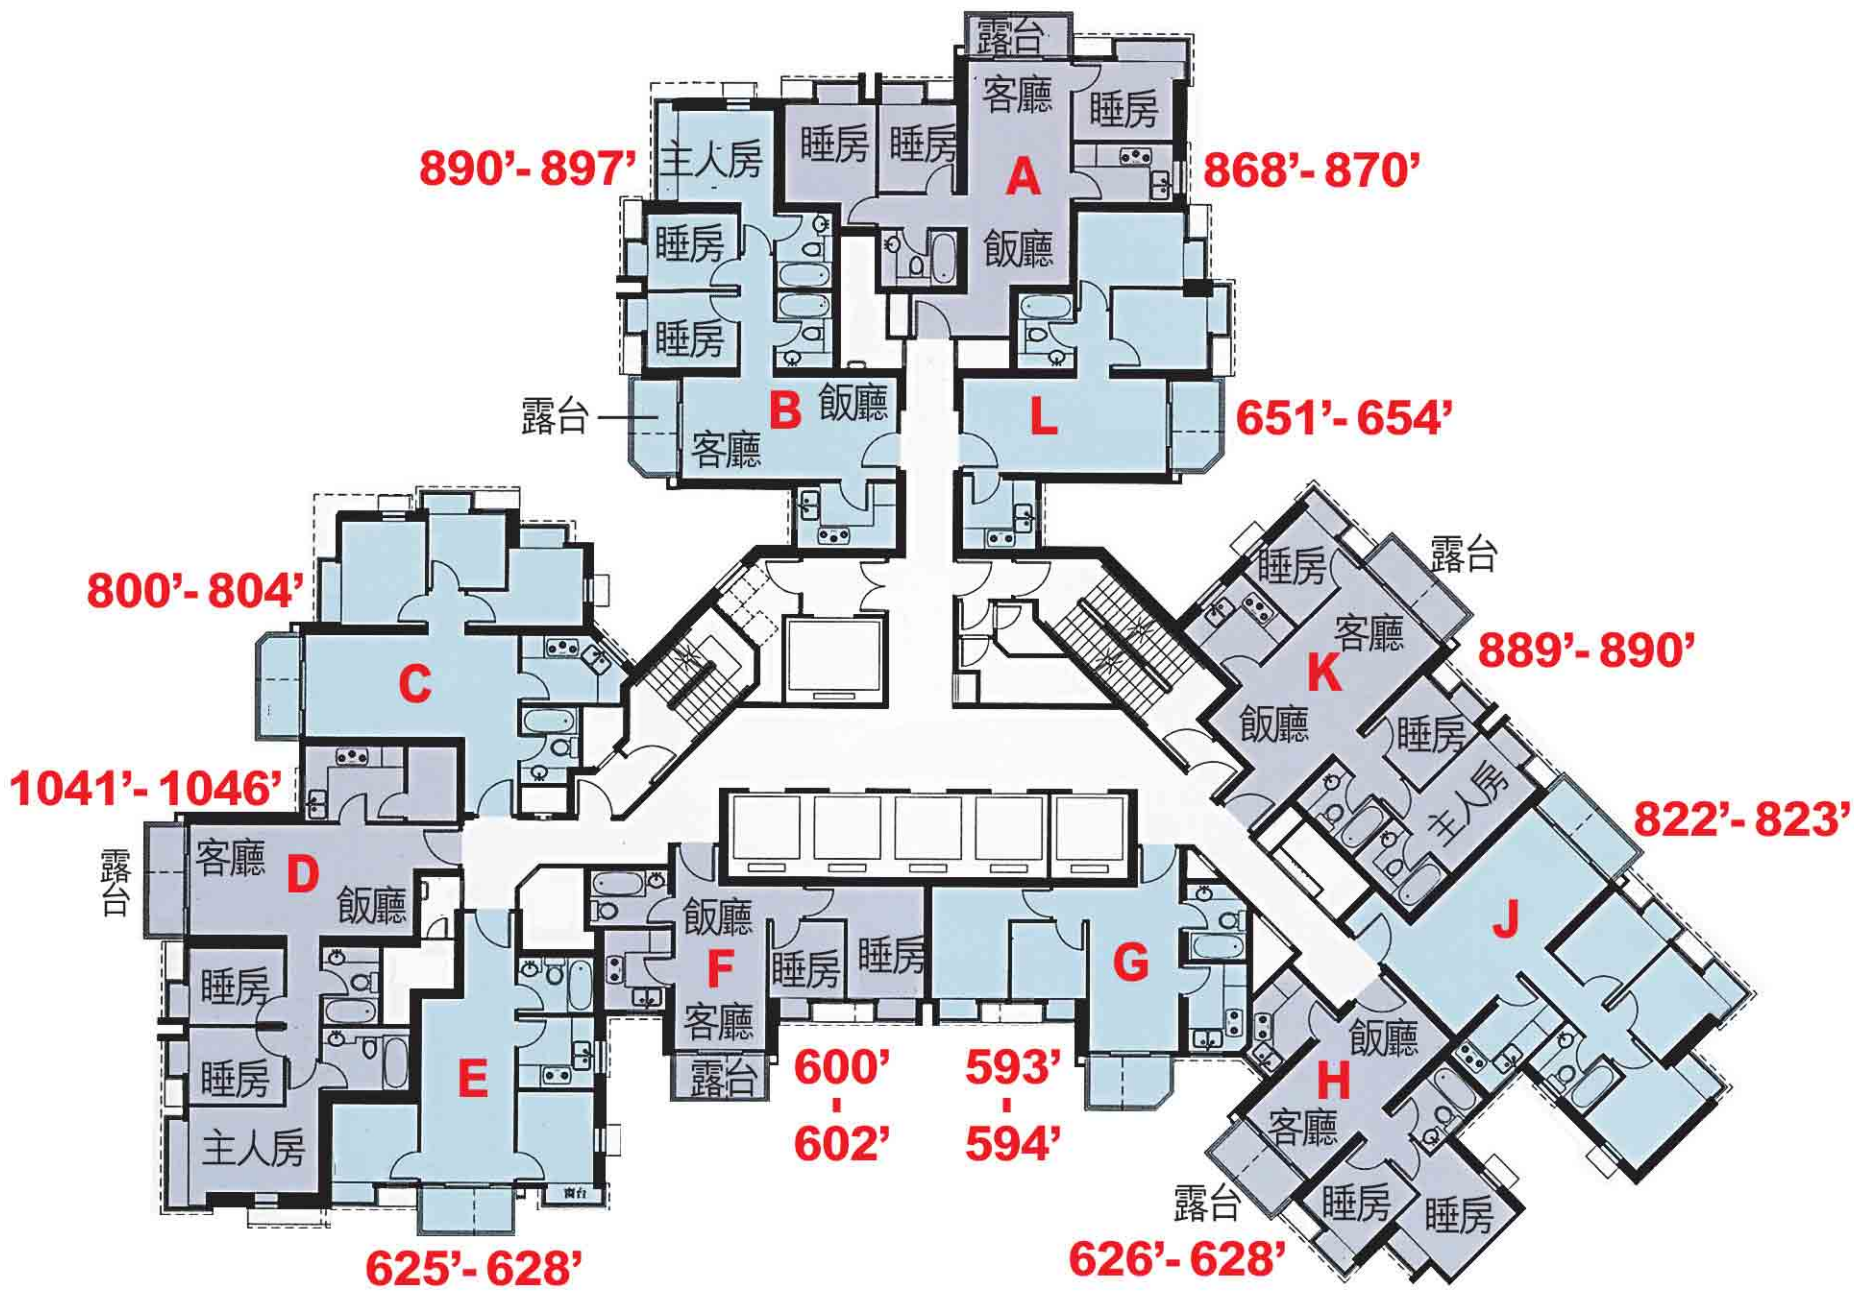 露台
客廳
睡房
睡房
睡房
A
飯廳
868’- 870’
890’- 897’
主人房
睡房
睡房
B
飯廳
客廳
露台
L
651’- 654’
800’- 804’
C
睡房
露台
客廳
K
飯廳
889’- 890’
睡房
主人房
1041’- 1046’
露台
客廳
D
飯廳
睡房
睡房
主人房
822’- 823’
J
飯廳
F
客廳
睡房
睡房
露台
600’
-
602’
G
593’
-
594’
E
窗台
625’- 628’
飯廳
H
客廳
露台
睡房
睡房
626’- 628’